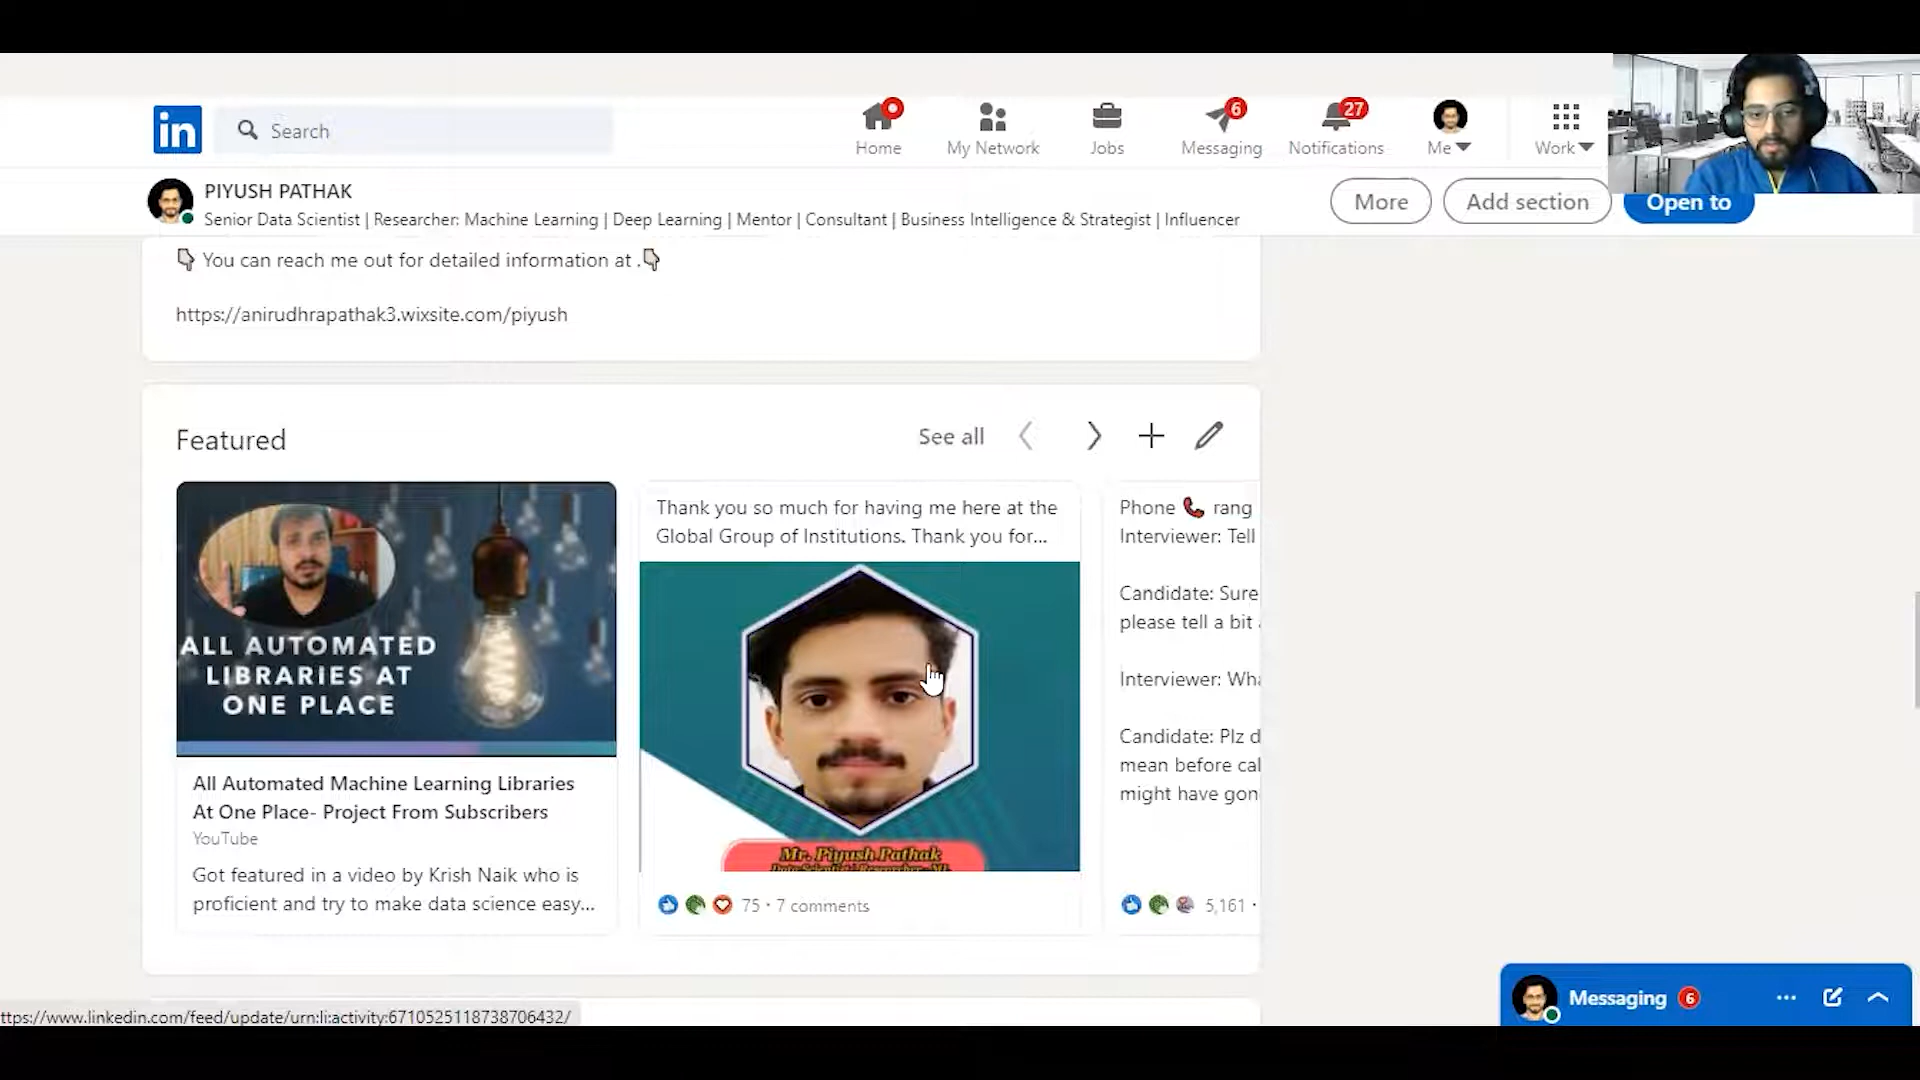 in
Search
6
27
Home
My Network
Jobs
Messaging
Notifications
Me
Work
PIYUSH PATHAK
Senior Data Scientist | Researcher: Machine Learning | Deep Learning | Mentor | Consultant | Business Intelligence & Strategist | Influencer
More
Add section
Open to
You can reach me out for detailed information at .
https://anirudhrapathak3.wixsite.com/piyush
Featured
See all
ALL AUTOMATED
LIBRARIES AT
ONE PLACE
All Automated Machine Learning Libraries
At One Place- Project From Subscribers
YouTube
Got featured in a video by Krish Naik who is
proficient and try to make data science easy...
Thank you so much for having me here at the
Global Group of Institutions. Thank you for...
Mr. Piyush Pathak
Data Scientist | Researcher - ML
75 · 7 comments
Phone rang
Interviewer: Tell
Candidate: Sure
please tell a bit
Interviewer: Wha
Candidate: Plz d
mean before cal
might have gon
5,161 ·
Messaging 6
ttps://www.linkedin.com/feed/update/urn:li:activity:6710525118738706432/